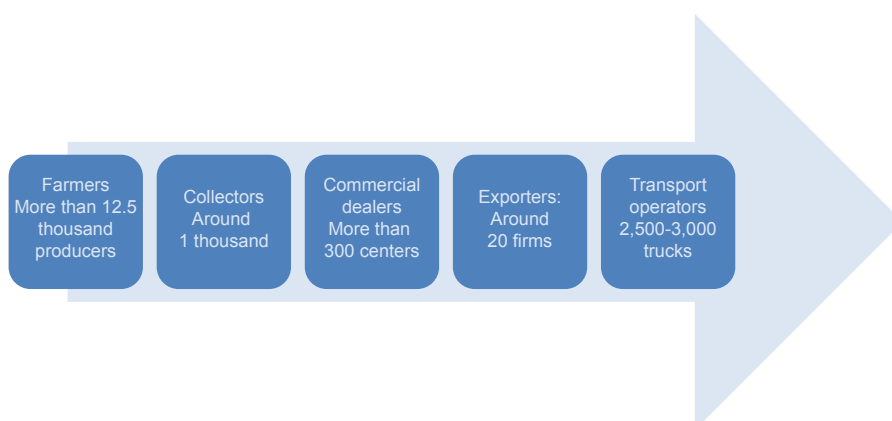 Farmers
More than 12.5
thousand
producers
Collectors
Around
1 thousand
Commercial
dealers
More than
300 centers
Exporters:
Around
20 firms
Transport
operators
2,500-3,000
trucks